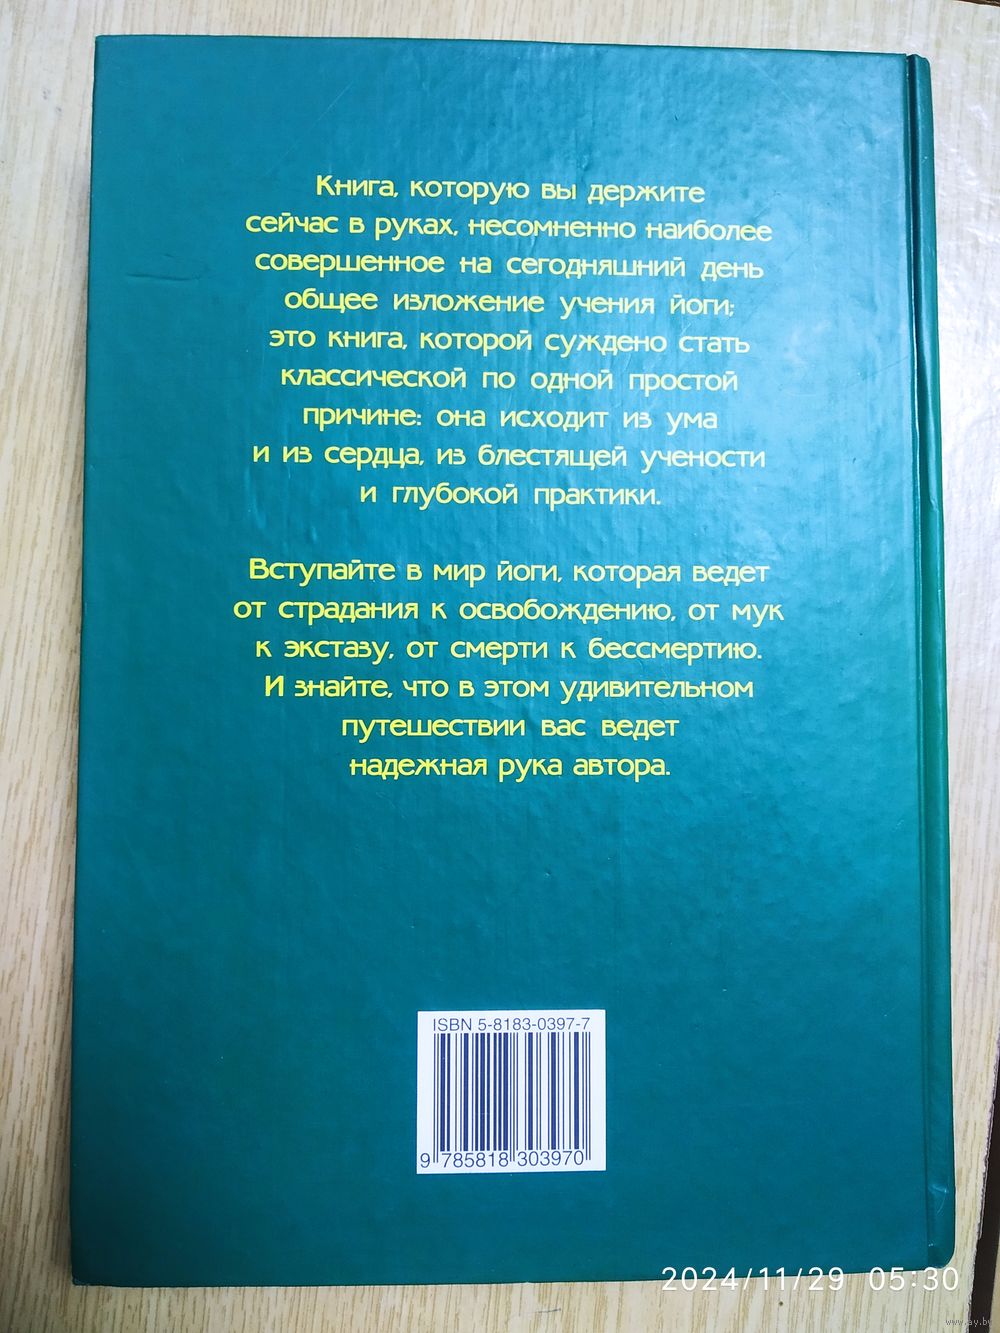 Книга, которую вы держите
сейчас в руках, несомненно наиболее
совершенное на сегодняшний день
общее изложение учения йоги;
это книга, которой суждено стать
классической по одной простой
причине: она исходит из ума
и из сердца, из блестящей учености
и глубокой практики.
Вступайте в мир йоги, которая ведет
от страдания к освобождению, от мук
к экстазу, от смерти к бессмертию.
И знайте, что в этом удивительном
путешествии вас ведет
надежная рука автора.
ISBN 5-8183-0397-7
9 785818 303970
2024/11/29 05:30
www.ay.by